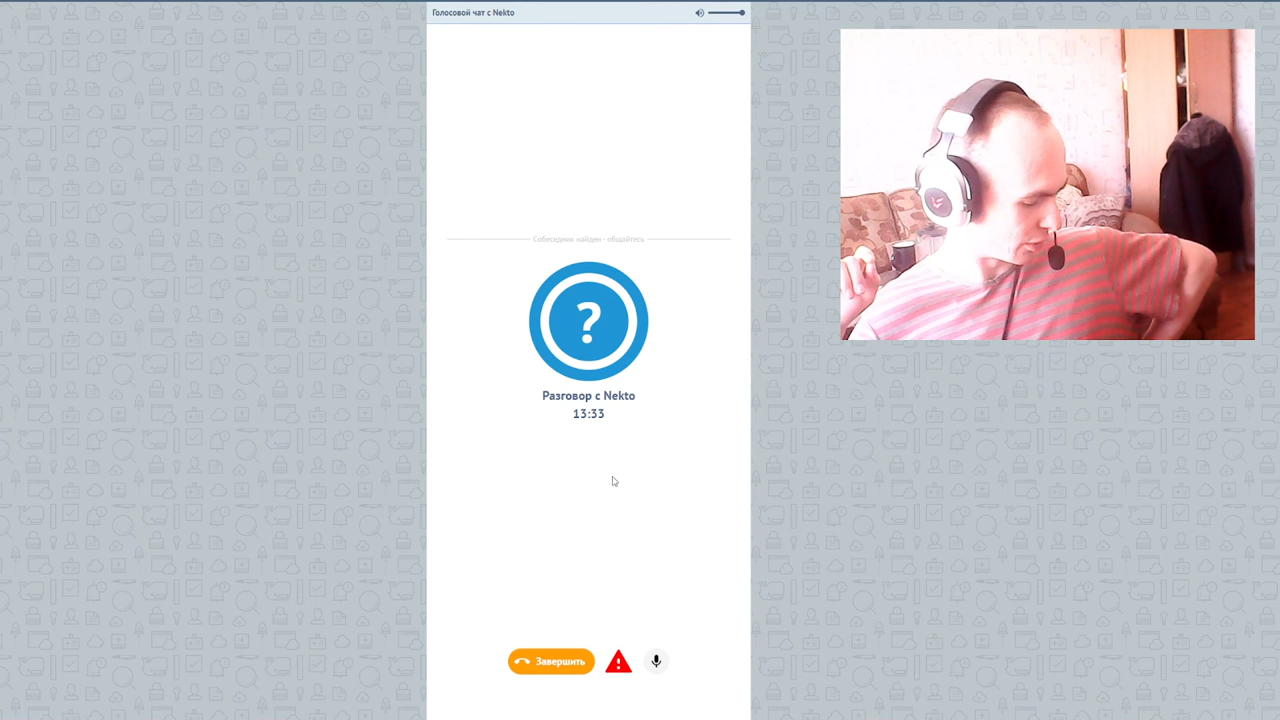 Голосовой чат с Nekto
Собеседник найден - общайтесь
?
Разговор с Nekto
13:33
Завершить